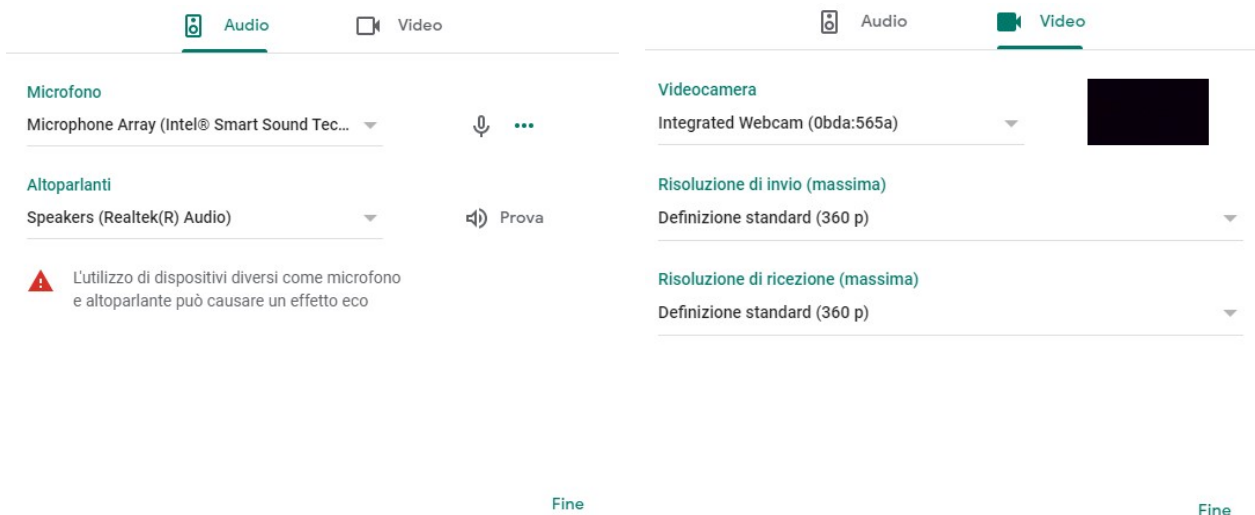 Audio
Video
Microfono
Microphone Array (Intel® Smart Sound Tec...
Altoparlanti
Speakers (Realtek(R) Audio)
Prova
L'utilizzo di dispositivi diversi come microfono
e altoparlante può causare un effetto eco
Fine
Audio
Video
Videocamera
Integrated Webcam (0bda:565a)
Risoluzione di invio (massima)
Definizione standard (360 p)
Risoluzione di ricezione (massima)
Definizione standard (360 p)
Fine